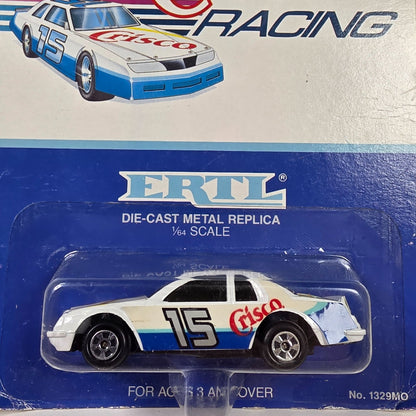 RACING
15
Crisco
ERTL®
DIE-CAST METAL REPLICA
1/64 SCALE
15
Crisco
FOR AGES 3 AND OVER
No. 1329MO